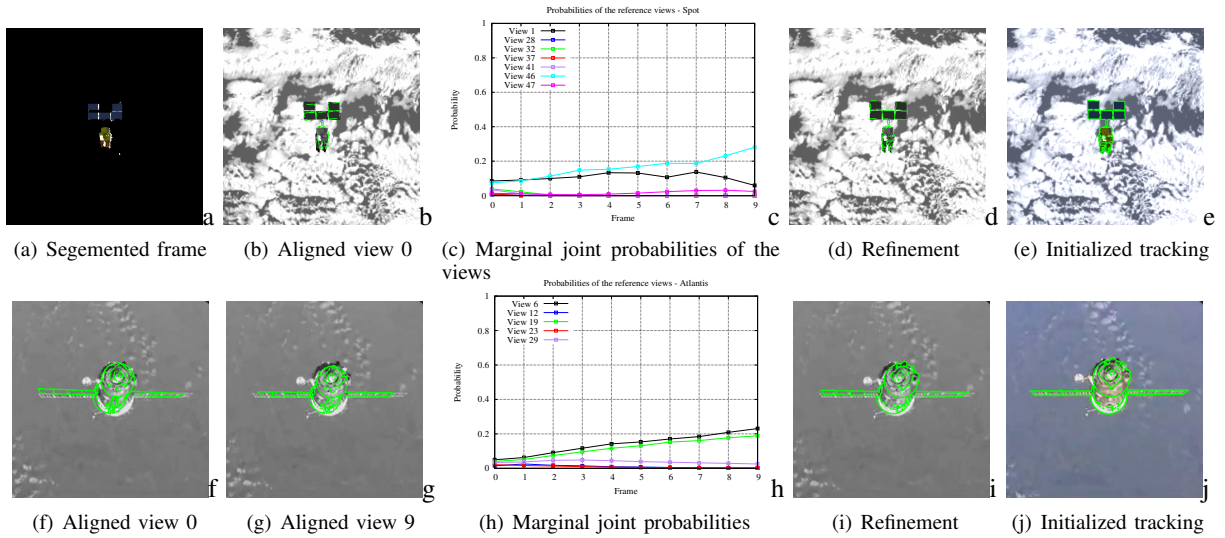 Probabilities of the reference views - Spot
1
View 1
View 28
View 32
0.8
View 37
View 41
View 46
View 47
0.6
Probability
0.4
0.2
0
0 1 2 3 4 5 6 7 8 9
Frame
a b c d e
(a) Segemented frame (b) Aligned view 0 (c) Marginal joint probabilities of the (d) Refinement (e) Initialized tracking
views
Probabilities of the reference views - Atlantis
1
View 6
View 12
View 19
0.8
View 23
View 29
0.6
Probability
0.4
0.2
0
0 1 2 3 4 5 6 7 8 9
Frame
f g h i j
(f) Aligned view 0 (g) Aligned view 9 (h) Marginal joint probabilities (i) Refinement (j) Initialized tracking